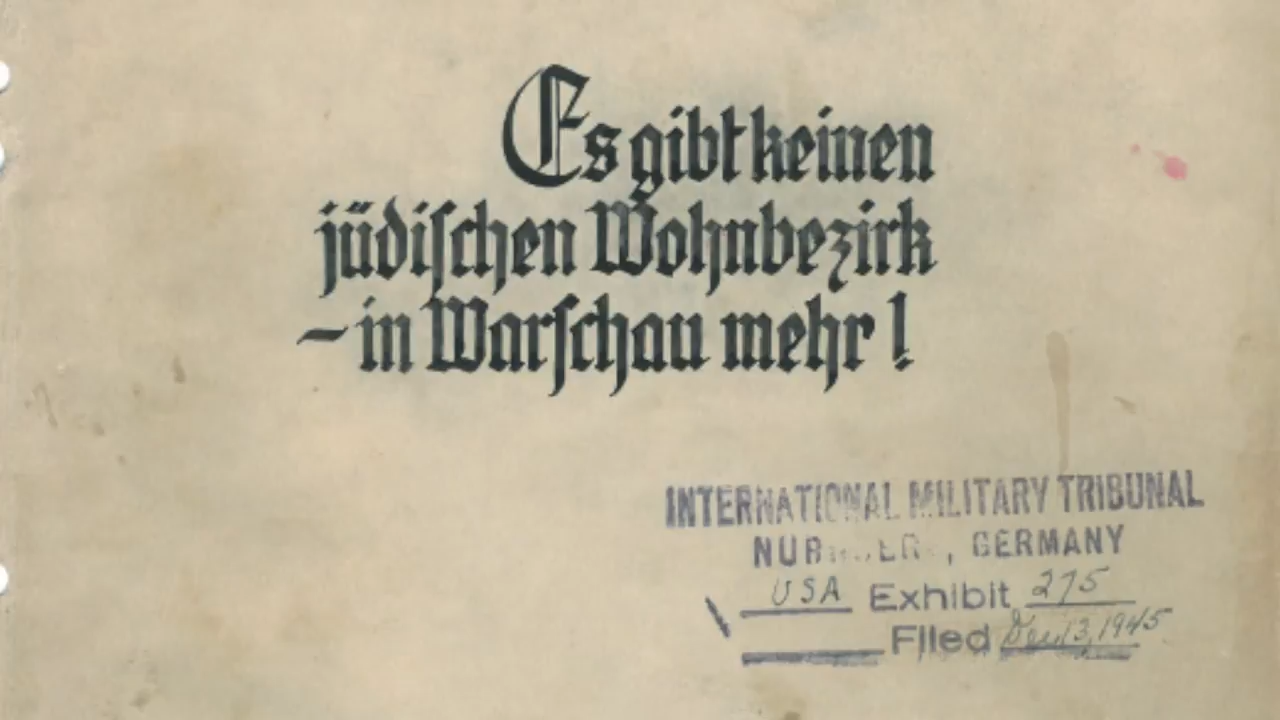 Es gibt keinen
jüdischen Wohnbezirk
– in Warschau mehr!
INTERNATIONAL MILITARY TRIBUNAL
GERMANY
USA Exhibit 275
Filed Dec 13, 1945